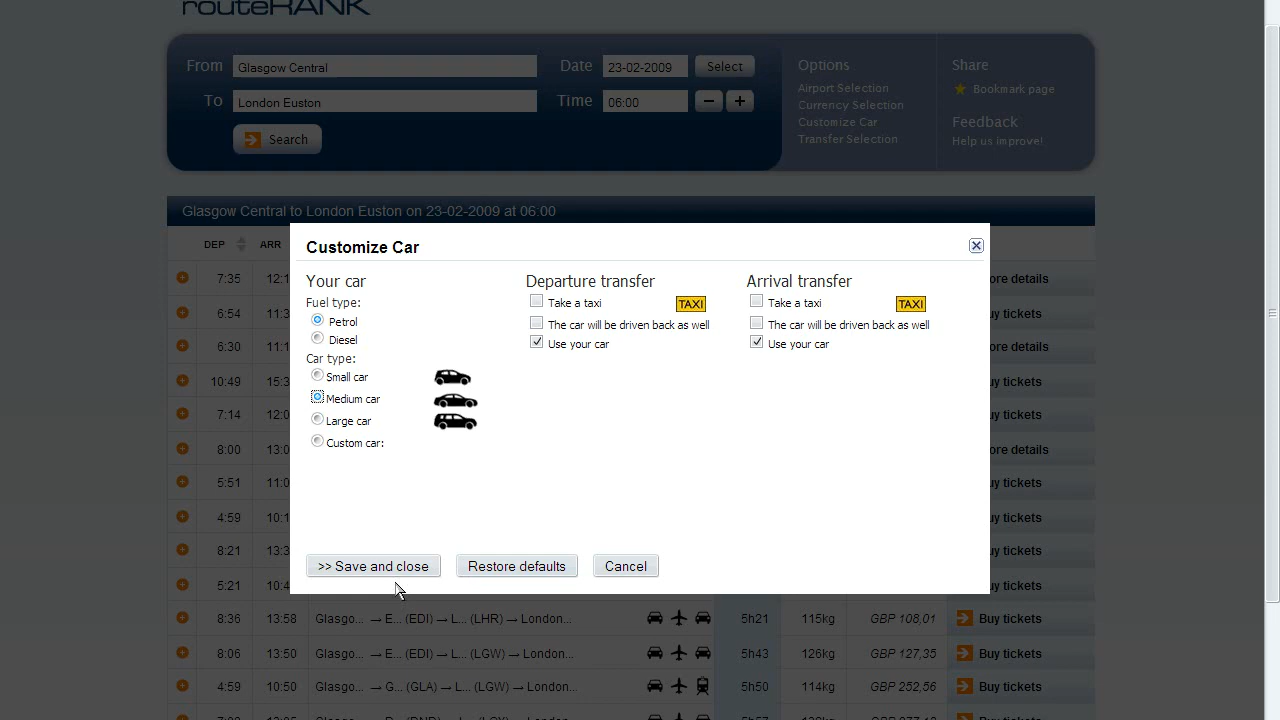 routeRANK
From Glasgow Central Date 23-02-2009 Select
To London Euston Time 06:00 − +
Search
Options
Airport Selection
Currency Selection
Customize Car
Transfer Selection
Share
Bookmark page
Feedback
Help us improve!
Glasgow Central to London Euston on 23-02-2009 at 06:00
DEP ARR
Customize Car
Your car
Fuel type:
Petrol
Diesel
Car type:
Small car
Medium car
Large car
Custom car:
Departure transfer
Take a taxi TAXI
The car will be driven back as well
Use your car
Arrival transfer
Take a taxi TAXI
The car will be driven back as well
Use your car
>> Save and close Restore defaults Cancel
7:35 12:1 ore details
6:54 11:3 uy tickets
6:30 11:1 ore details
10:49 15:3 uy tickets
7:14 12:0 uy tickets
8:00 13:0 ore details
5:51 11:0 uy tickets
4:59 10:1 uy tickets
8:21 13:3 uy tickets
5:21 10:4 uy tickets
8:36 13:58 Glasgo... → E... (EDI) → L... (LHR) → London... 5h21 115kg GBP 108,01 Buy tickets
8:06 13:50 Glasgo... → E... (EDI) → L... (LGW) → London... 5h43 126kg GBP 127,35 Buy tickets
4:59 10:50 Glasgo... → G... (GLA) → L... (LGW) → London... 5h50 114kg GBP 252,56 Buy tickets